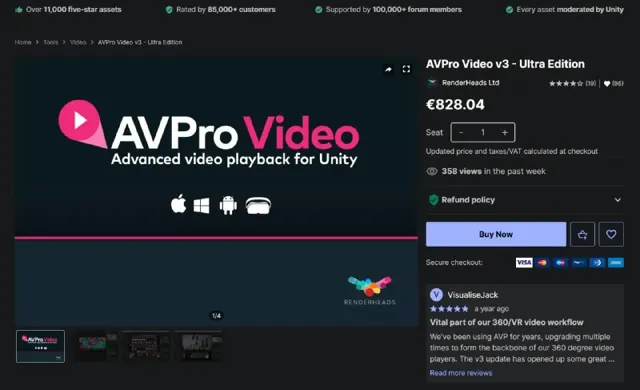 Over 11,000 five-star assets
Rated by 85,000+ customers
Supported by 100,000+ forum members
Every asset moderated by Unity
Home > Tools > Video > AVPro Video v3 - Ultra Edition
AVPro Video
Advanced video playback for Unity
RENDERHEADS
1/4
AVPro Video
AVPro Video v3 - Ultra Edition
RenderHeads Ltd
(19) | (96)
€828.04
Seat - 1 +
Updated price and taxes/VAT calculated at checkout
358 views in the past week
Refund policy
Buy Now
Secure checkout:
VISA
V VisualiseJack
a year ago
Vital part of our 360/VR video workflow
We've been using AVP for years, upgrading multiple
times to form the backbone of our 360 degree video
players. The v3 update has opened up some great ...
Read more reviews